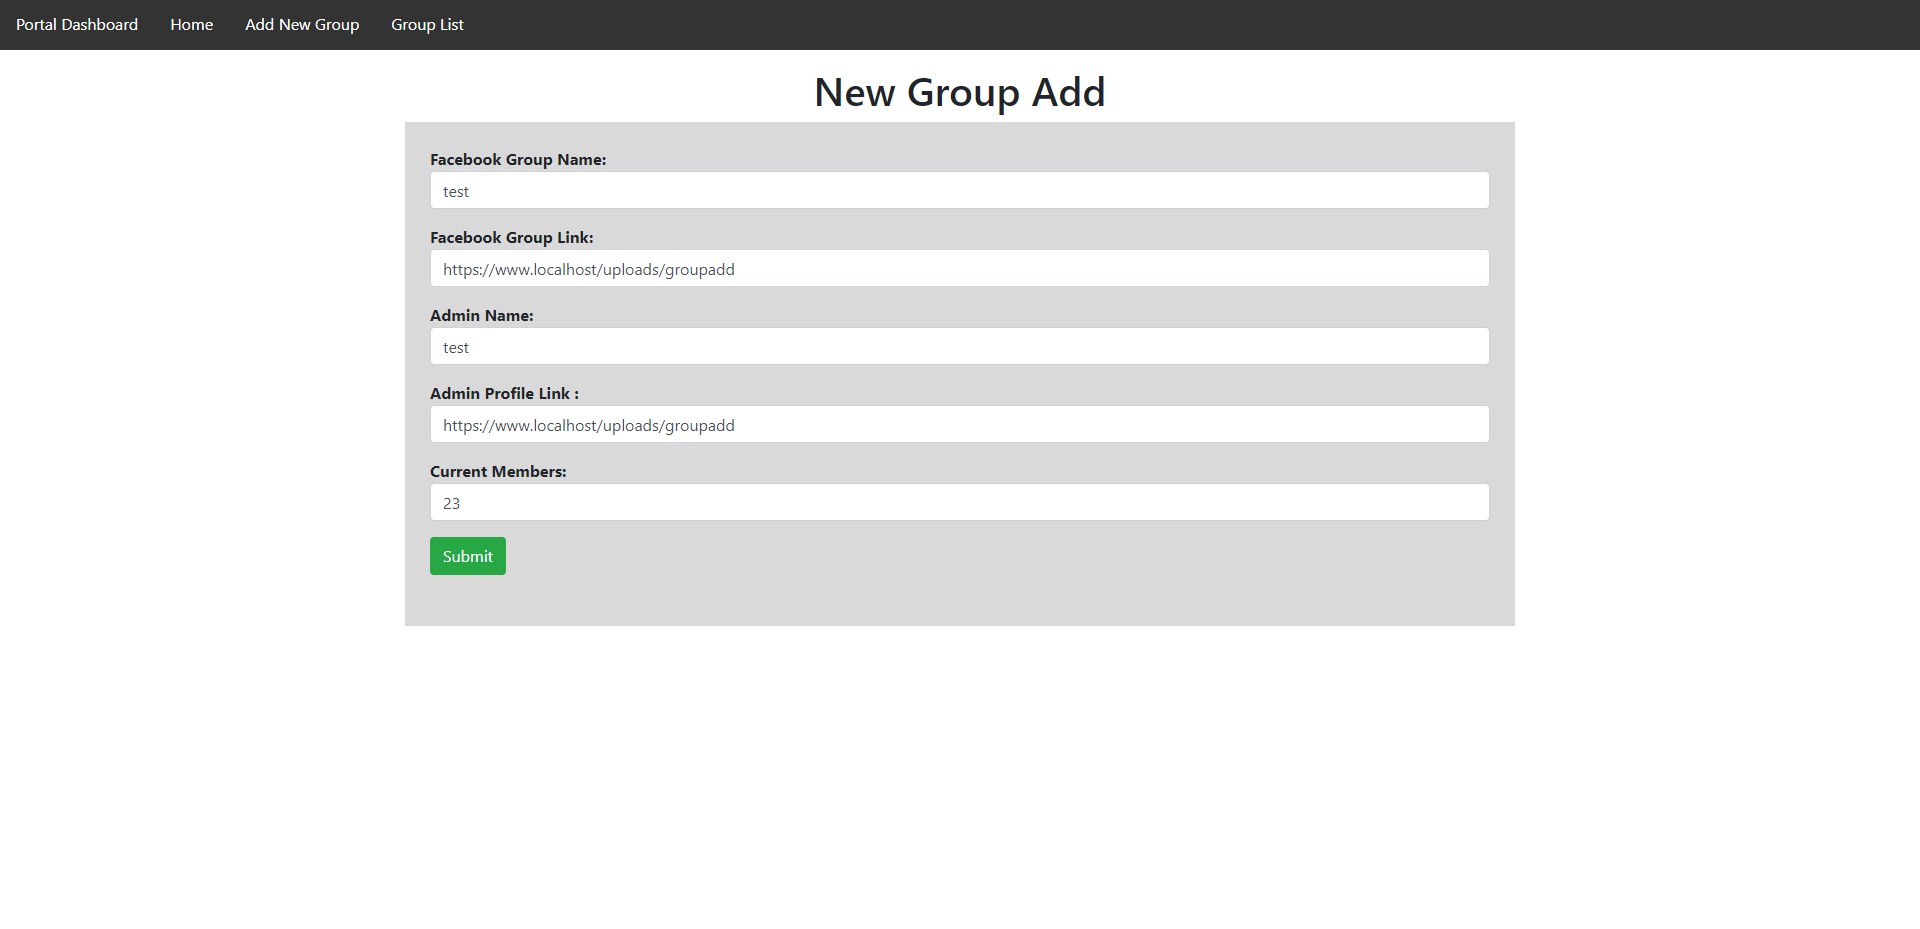 Portal Dashboard Home Add New Group Group List
New Group Add
Facebook Group Name:
test
Facebook Group Link:
https://www.localhost/uploads/groupadd
Admin Name:
test
Admin Profile Link :
https://www.localhost/uploads/groupadd
Current Members:
23
Submit